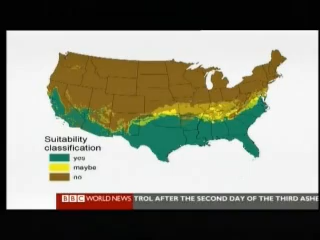 Suitability
classification
yes
maybe
no
BBC WORLD NEWS TROL AFTER THE SECOND DAY OF THE THIRD ASHE